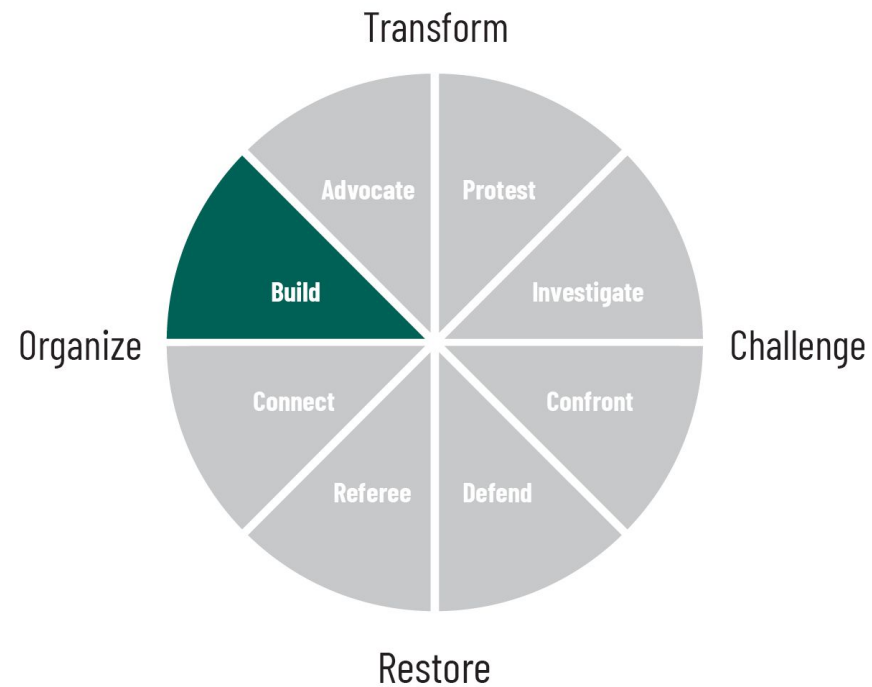 Transform
Advocate
Protest
Build
Investigate
Organize
Challenge
Connect
Confront
Referee
Defend
Restore